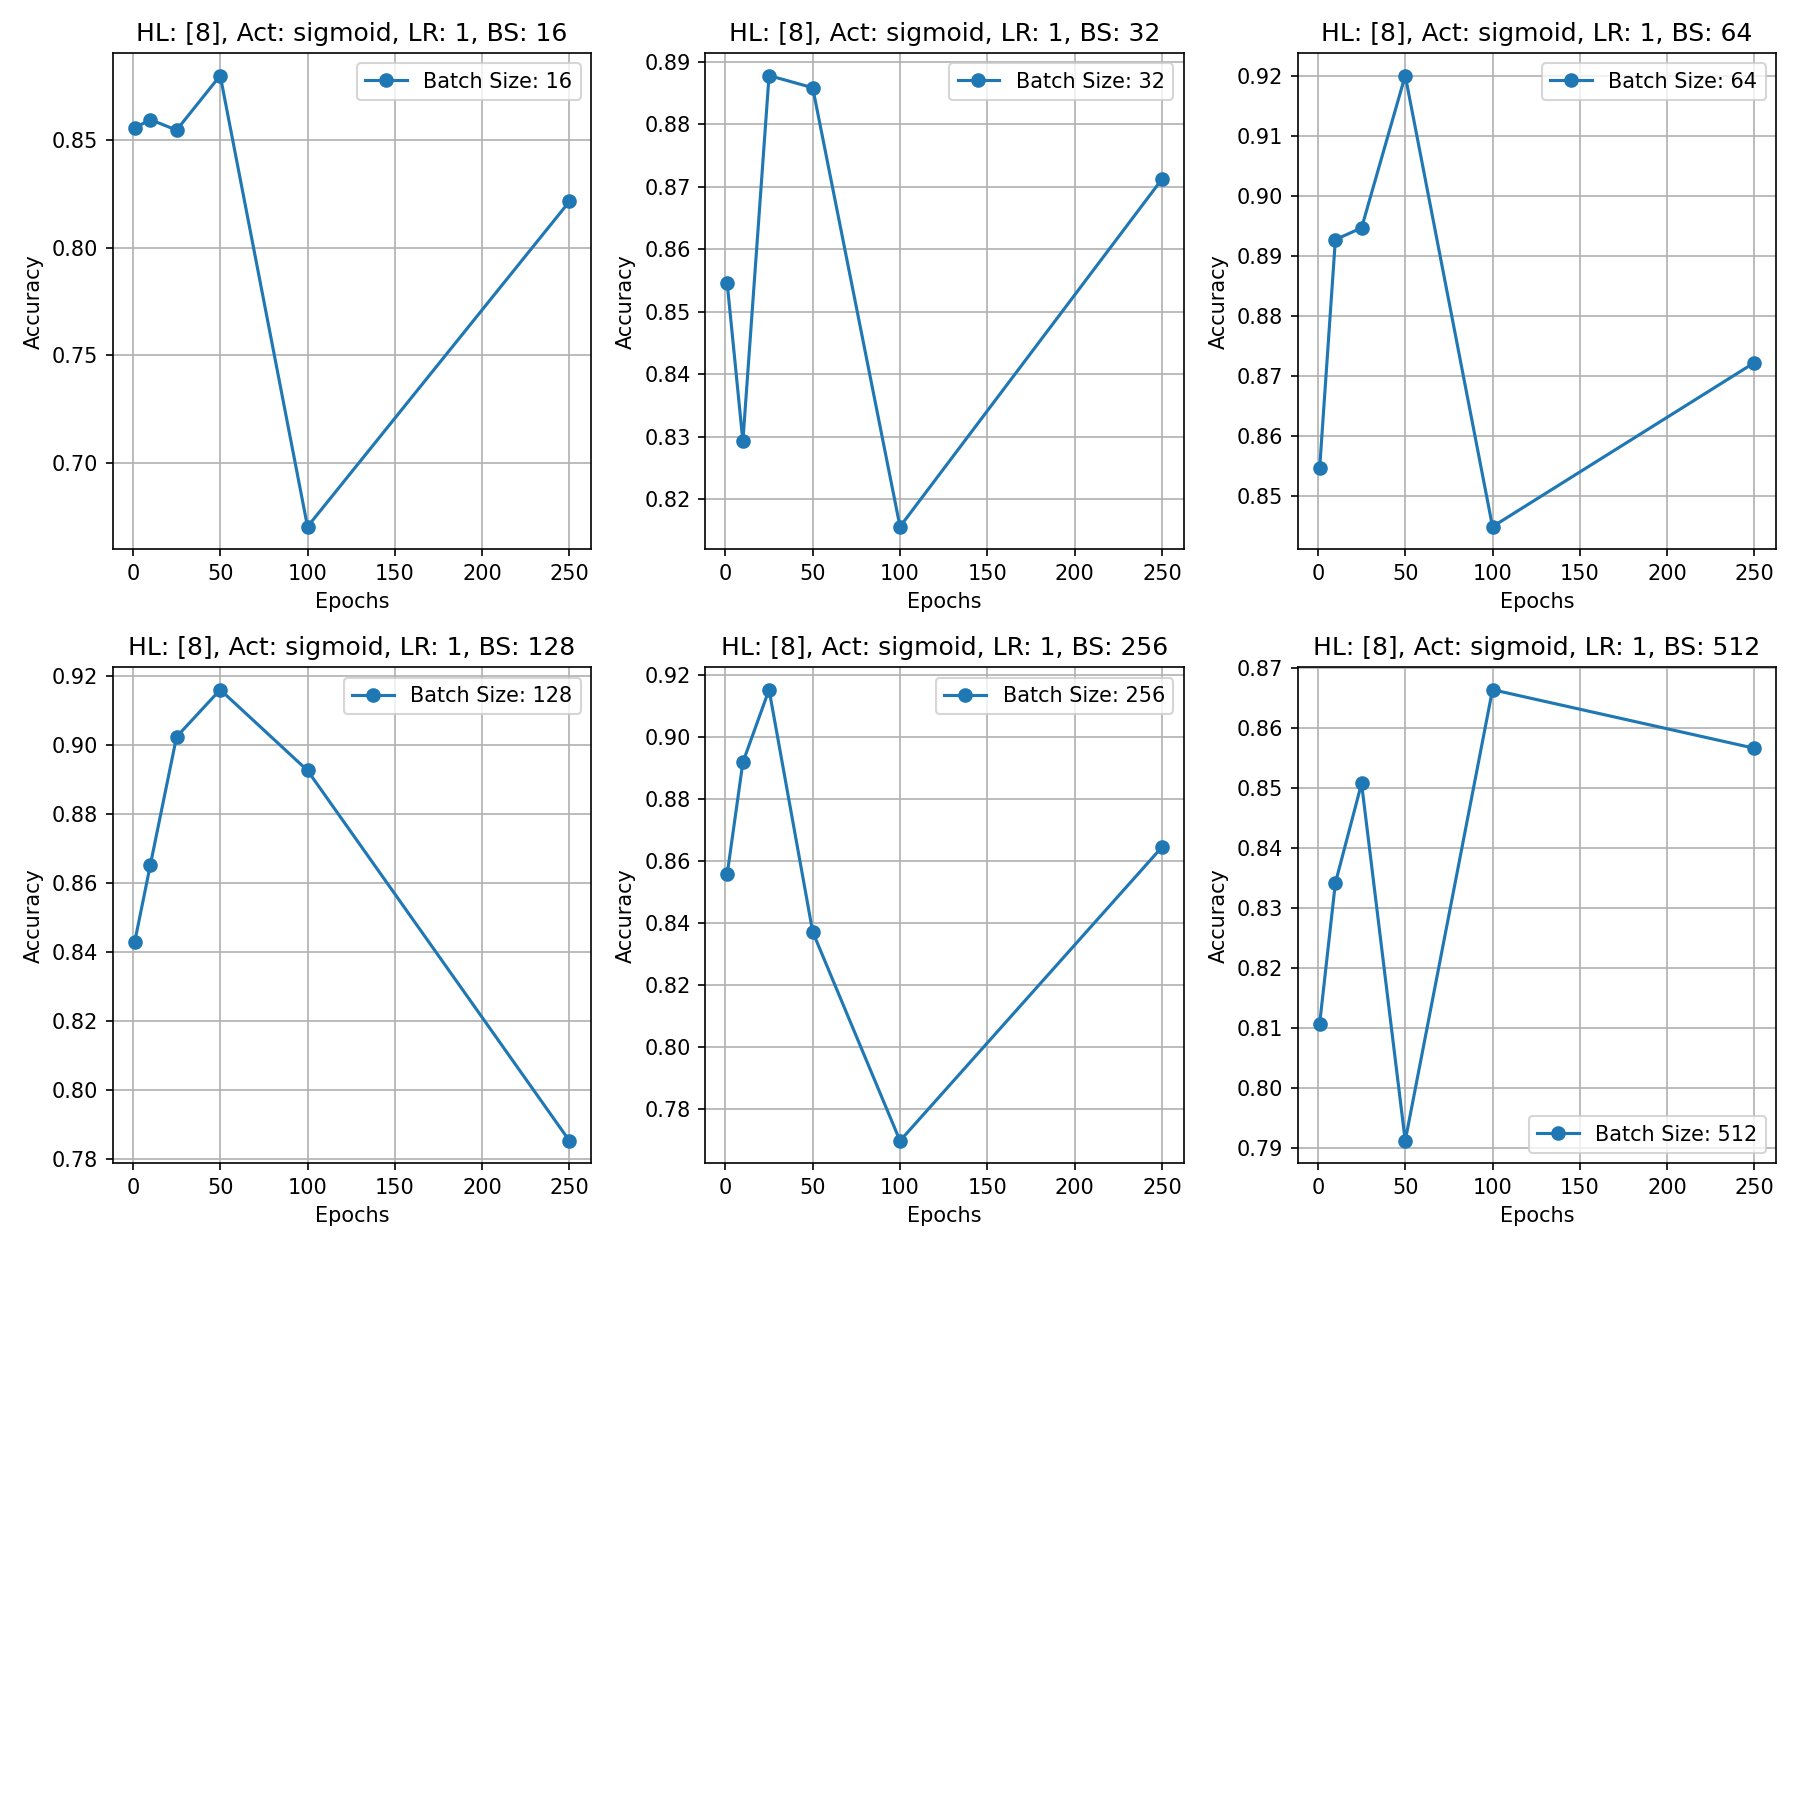 HL: [8], Act: sigmoid, LR: 1, BS: 16
Batch Size: 16
0.85
0.80
0.75
0.70
Accuracy
0 50 100 150 200 250
Epochs
HL: [8], Act: sigmoid, LR: 1, BS: 32
Batch Size: 32
0.89
0.88
0.87
0.86
0.85
0.84
0.83
0.82
Accuracy
0 50 100 150 200 250
Epochs
HL: [8], Act: sigmoid, LR: 1, BS: 64
Batch Size: 64
0.92
0.91
0.90
0.89
0.88
0.87
0.86
0.85
Accuracy
0 50 100 150 200 250
Epochs
HL: [8], Act: sigmoid, LR: 1, BS: 128
Batch Size: 128
0.92
0.90
0.88
0.86
0.84
0.82
0.80
0.78
Accuracy
0 50 100 150 200 250
Epochs
HL: [8], Act: sigmoid, LR: 1, BS: 256
Batch Size: 256
0.92
0.90
0.88
0.86
0.84
0.82
0.80
0.78
Accuracy
0 50 100 150 200 250
Epochs
HL: [8], Act: sigmoid, LR: 1, BS: 512
0.87
0.86
0.85
0.84
0.83
0.82
0.81
0.80
0.79
Accuracy
Batch Size: 512
0 50 100 150 200 250
Epochs